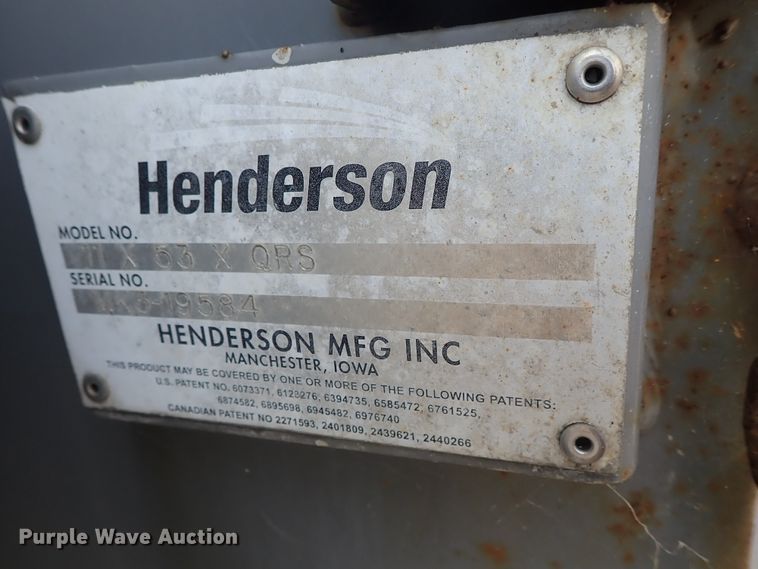 Henderson
MODEL NO.
X 53 X QRS
SERIAL NO.
19584
HENDERSON MFG INC
MANCHESTER, IOWA
THIS PRODUCT MAY BE COVERED BY ONE OR MORE OF THE FOLLOWING PATENTS:
U.S. PATENT NO. 6073371, 6123276, 6394735, 6585472, 6761525,
6874582, 6895698, 6945482, 6976740
CANADIAN PATENT NO 2271593, 2401809, 2439621, 2440266
Purple Wave Auction